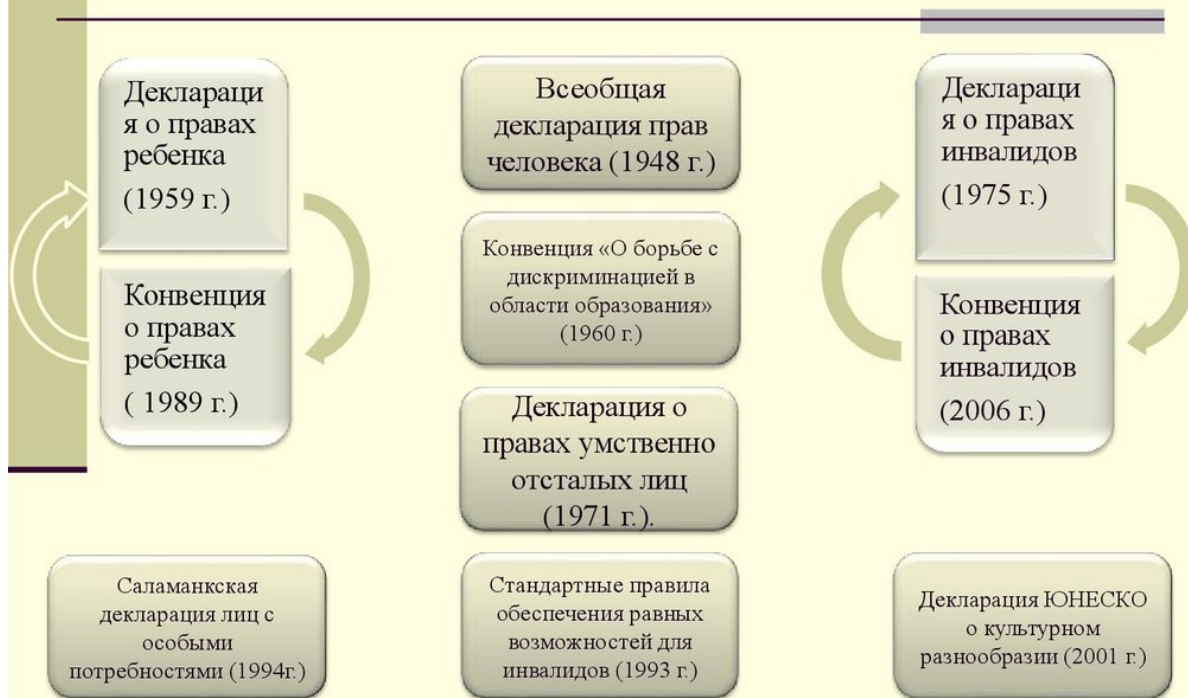 Деклараци
я о правах
ребенка
(1959 г.)
Конвенция
о правах
ребенка
( 1989 г.)
Всеобщая
декларация прав
человека (1948 г.)
Конвенция «О борьбе с
дискриминацией в
области образования»
(1960 г.)
Декларация о
правах умственно
отсталых лиц
(1971 г.).
Деклараци
я о правах
инвалидов
(1975 г.)
Конвенция
о правах
инвалидов
(2006 г.)
Саламанкская
декларация лиц с
особыми
потребностями (1994г.)
Стандартные правила
обеспечения равных
возможностей для
инвалидов (1993 г.)
Декларация ЮНЕСКО
о культурном
разнообразии (2001 г.)